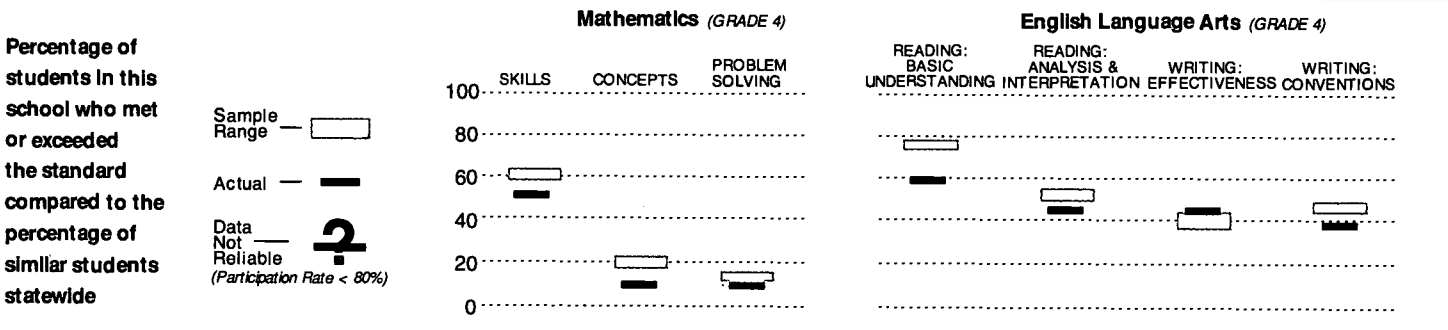 Percentage of
students in this
school who met
or exceeded
the standard
compared to the
percentage of
similar students
statewide
Sample
Range
Actual
Data
Not
Reliable
?
(Participation Rate < 80%)
Mathematics (GRADE 4)
SKILLS
CONCEPTS
PROBLEM
SOLVING
100
80
60
40
20
0
English Language Arts (GRADE 4)
READING:
BASIC
UNDERSTANDING
READING:
ANALYSIS &
INTERPRETATION
WRITING:
EFFECTIVENESS
WRITING:
CONVENTIONS